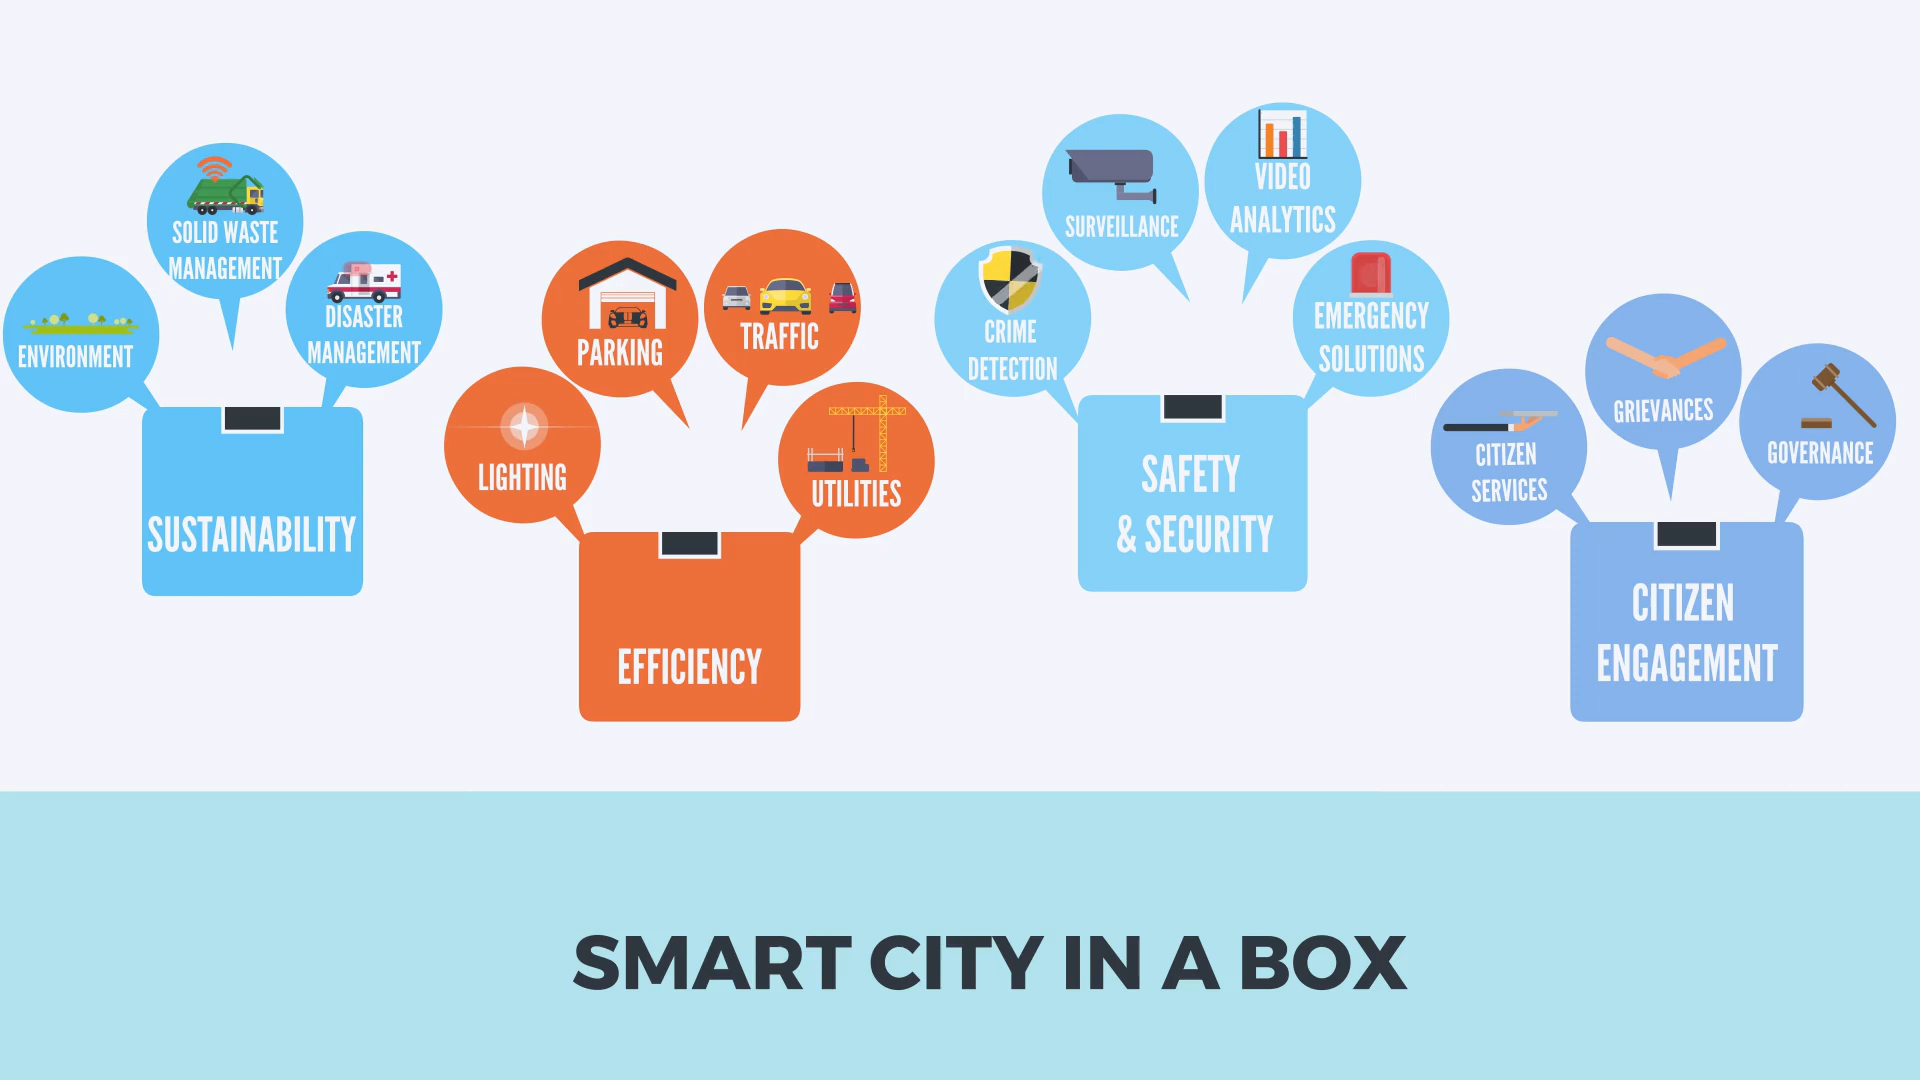 SOLID WASTE
MANAGEMENT
ENVIRONMENT
DISASTER
MANAGEMENT
SUSTAINABILITY
PARKING
TRAFFIC
LIGHTING
UTILITIES
EFFICIENCY
SURVEILLANCE
VIDEO
ANALYTICS
CRIME
DETECTION
EMERGENCY
SOLUTIONS
SAFETY
& SECURITY
GRIEVANCES
CITIZEN
SERVICES
GOVERNANCE
CITIZEN
ENGAGEMENT
SMART CITY IN A BOX